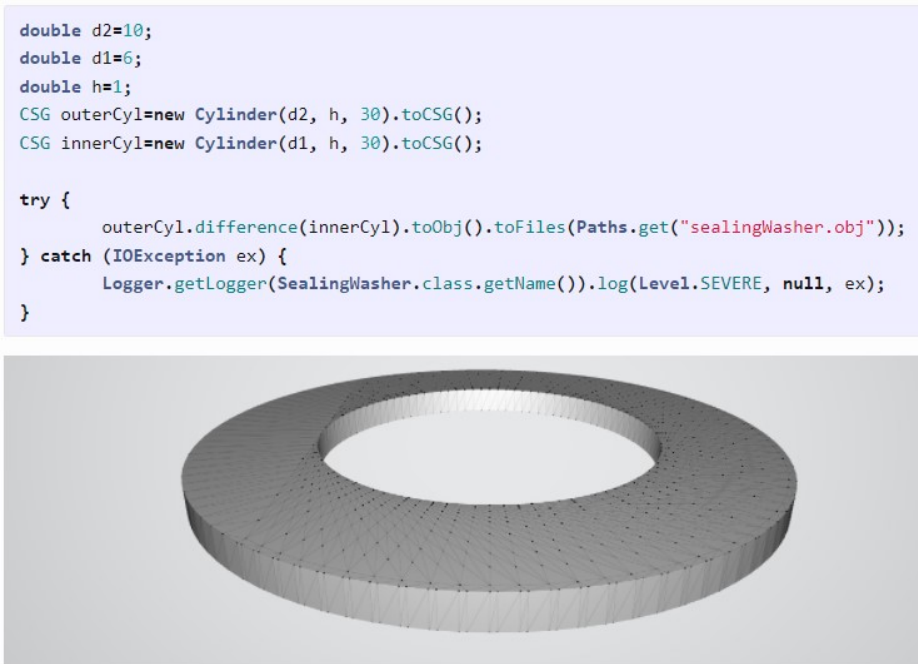 double d2=10;
double d1=6;
double h=1;
CSG outerCyl=new Cylinder(d2, h, 30).toCSG();
CSG innerCyl=new Cylinder(d1, h, 30).toCSG();
try {
outerCyl.difference(innerCyl).toObj().toFiles(Paths.get("sealingWasher.obj"));
} catch (IOException ex) {
Logger.getLogger(SealingWasher.class.getName()).log(Level.SEVERE, null, ex);
}